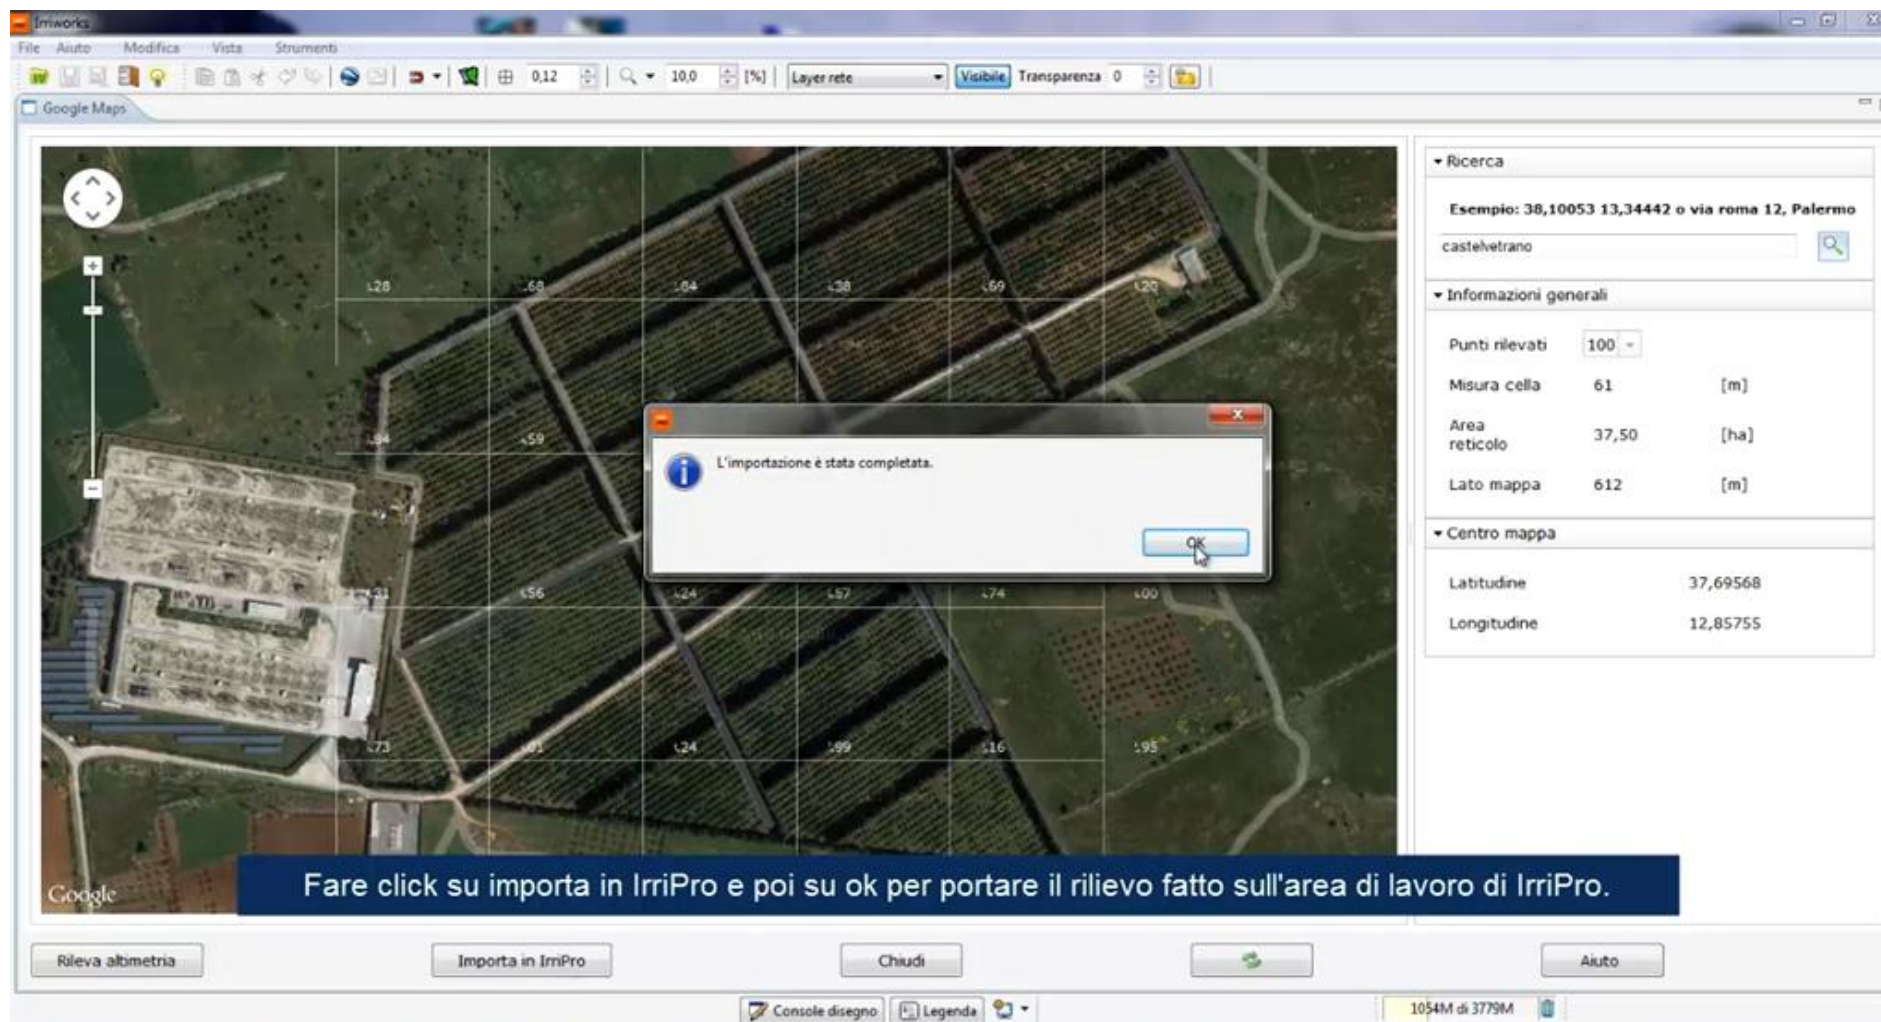 Irriworks
File Aiuto Modifica Vista Strumenti
0,12 10,0 [%] Layer rete Visibile Transparenza 0
Google Maps
Ricerca
Esempio: 38,10053 13,34442 o via roma 12, Palermo
castelvetrano
Informazioni generali
Punti rilevati 100
Misura cella 61 [m]
Area
reticolo 37,50 [ha]
Lato mappa 612 [m]
Centro mappa
Latitudine 37,69568
Longitudine 12,85755
L'importazione è stata completata.
OK
Google
Fare click su importa in IrriPro e poi su ok per portare il rilievo fatto sull'area di lavoro di IrriPro.
Rileva altimetria Importa in IrriPro Chiudi Aiuto
Console disegno Legenda 1054M di 3779M